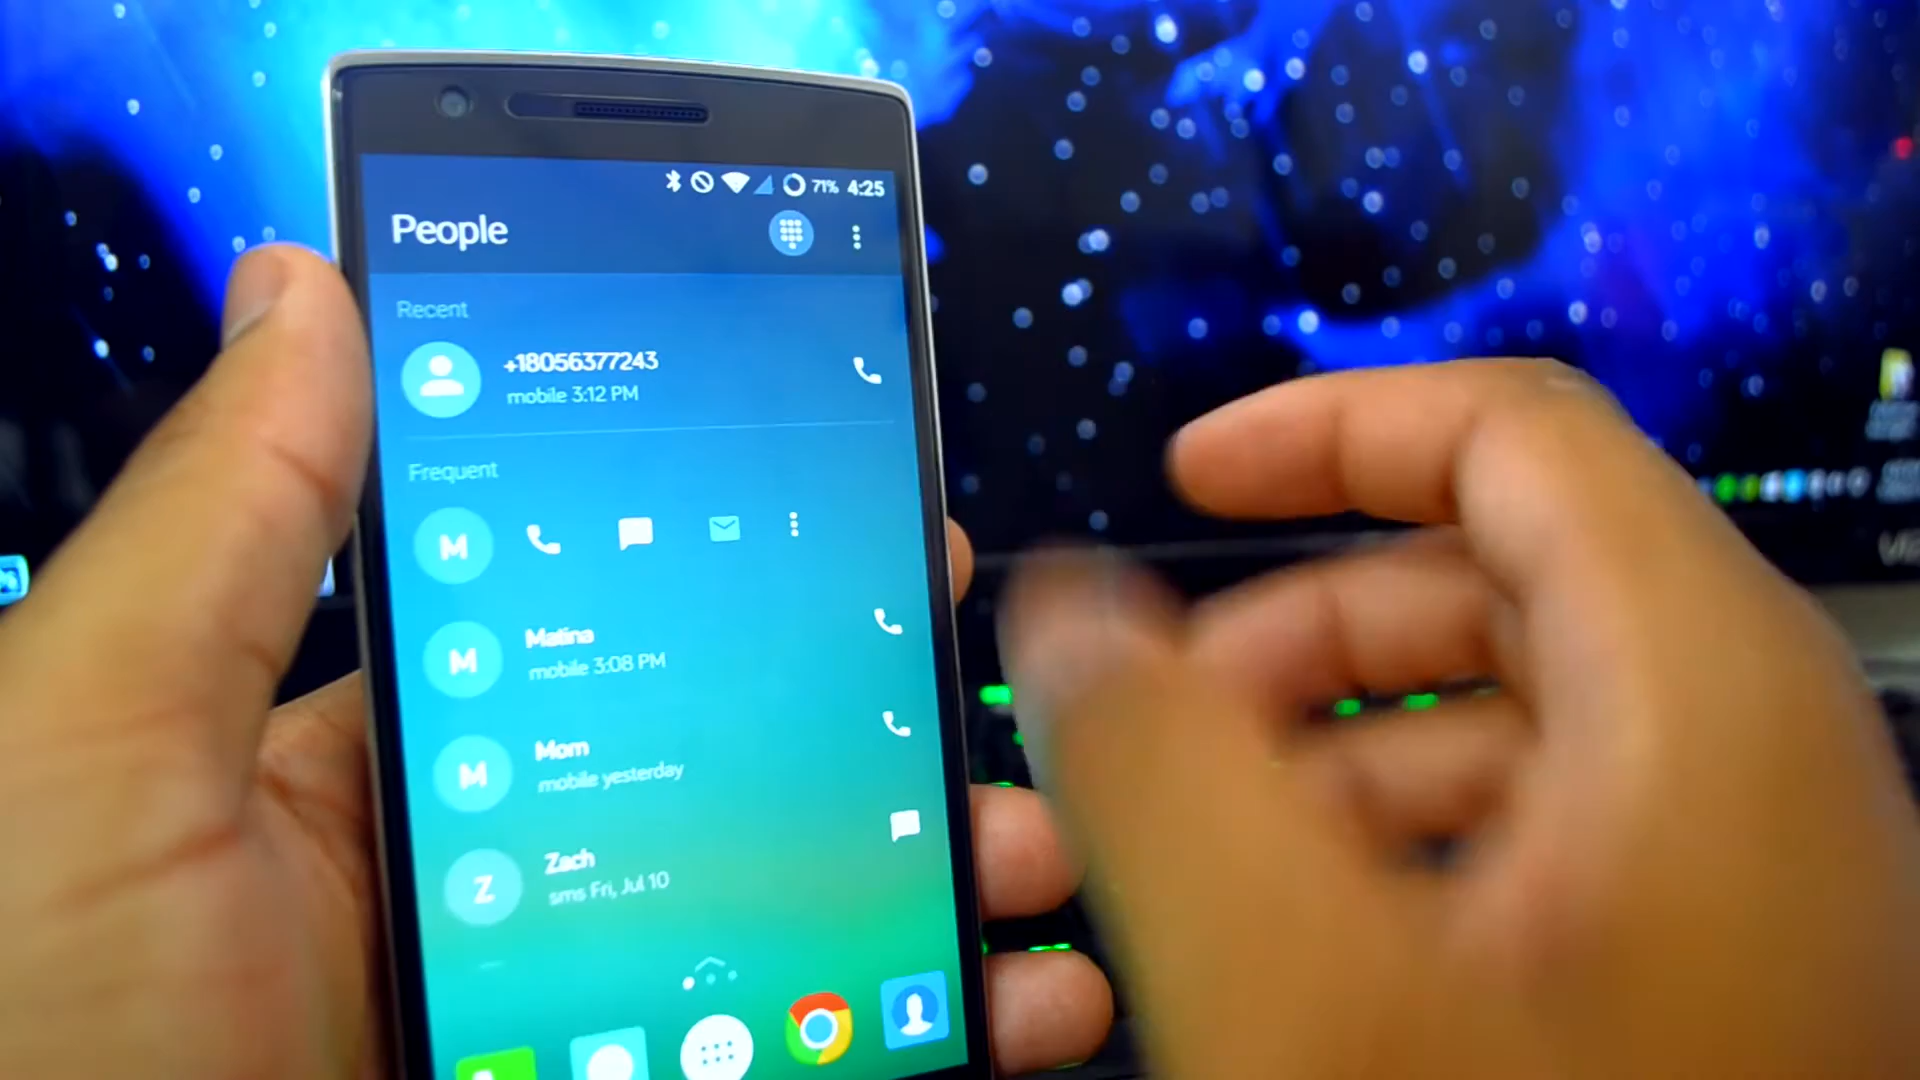 71% 4:25
People
Recent
+18056377243
mobile 3:12 PM
Frequent
M
M
Matina
mobile 3:08 PM
M
Mom
mobile yesterday
Z
Zach
sms Fri, Jul 10